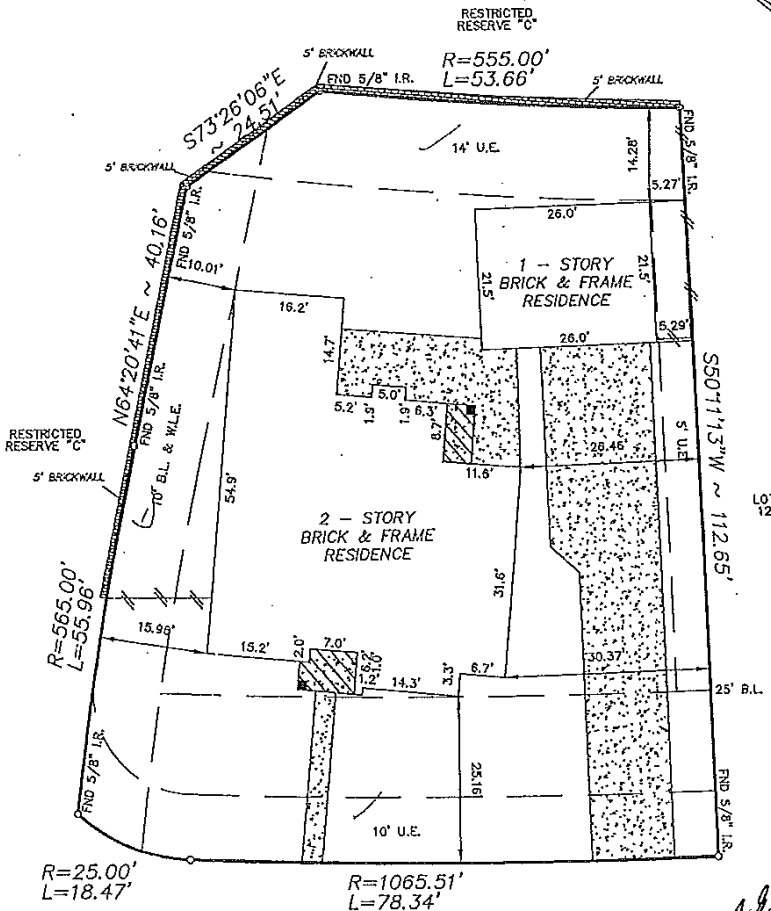 RESTRICTED
RESERVE "C"
5' BRICKWALL
FND 5/8" I.R.
R=555.00'
L=53.66'
5' BRICKWALL
S73°26'06"E
~ 24.51'
5' BRICKWALL
FND 5/8" I.R.
14' U.E.
14.28'
FND 5/8" I.R.
5.27'
N64°20'41"E ~ 40.16'
10.01'
16.2'
26.0'
1 - STORY
BRICK & FRAME
RESIDENCE
21.5'
21.5'
26.0'
5.29'
14.7'
5.2'
1.9'
5.0'
1.9'
6.3'
8.7'
11.6'
26.46'
5' U.E.
S50°11'13"W ~ 112.65'
FND 5/8" I.R.
RESTRICTED
RESERVE "C"
5' BRICKWALL
10' B.L. & W.L.E.
54.9'
2 - STORY
BRICK & FRAME
RESIDENCE
31.6'
LOT
12
R=565.00'
L=55.96'
15.96'
15.2'
2.0'
7.0'
6.2'
1.0'
1.2'
14.3'
3.3'
6.7'
30.37'
25' B.L.
FND 5/8" I.R.
25.16'
10' U.E.
FND 5/8" I.R.
R=25.00'
L=18.47'
R=1065.51'
L=78.34'